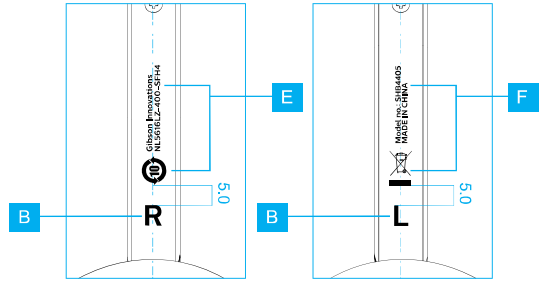 Gibson Innovations
NL5616LZ-400-SFH4
10
E
5.0
B
R
Model no.: SHB4405
MADE IN CHINA
F
5.0
B
L